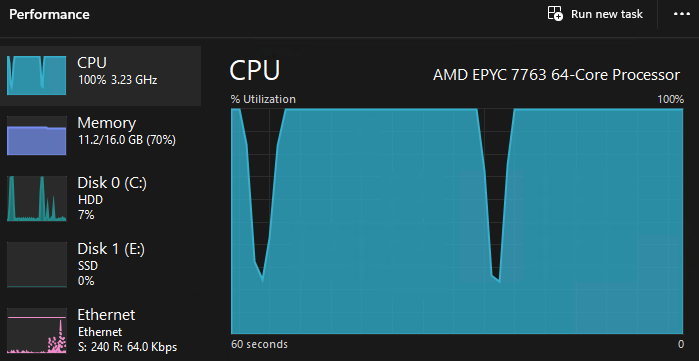 Performance
Run new task
CPU
100% 3.23 GHz
Memory
11.2/16.0 GB (70%)
Disk 0 (C:)
HDD
7%
Disk 1 (E:)
SSD
0%
Ethernet
Ethernet
S: 240 R: 64.0 Kbps
CPU
AMD EPYC 7763 64-Core Processor
% Utilization
100%
60 seconds
0